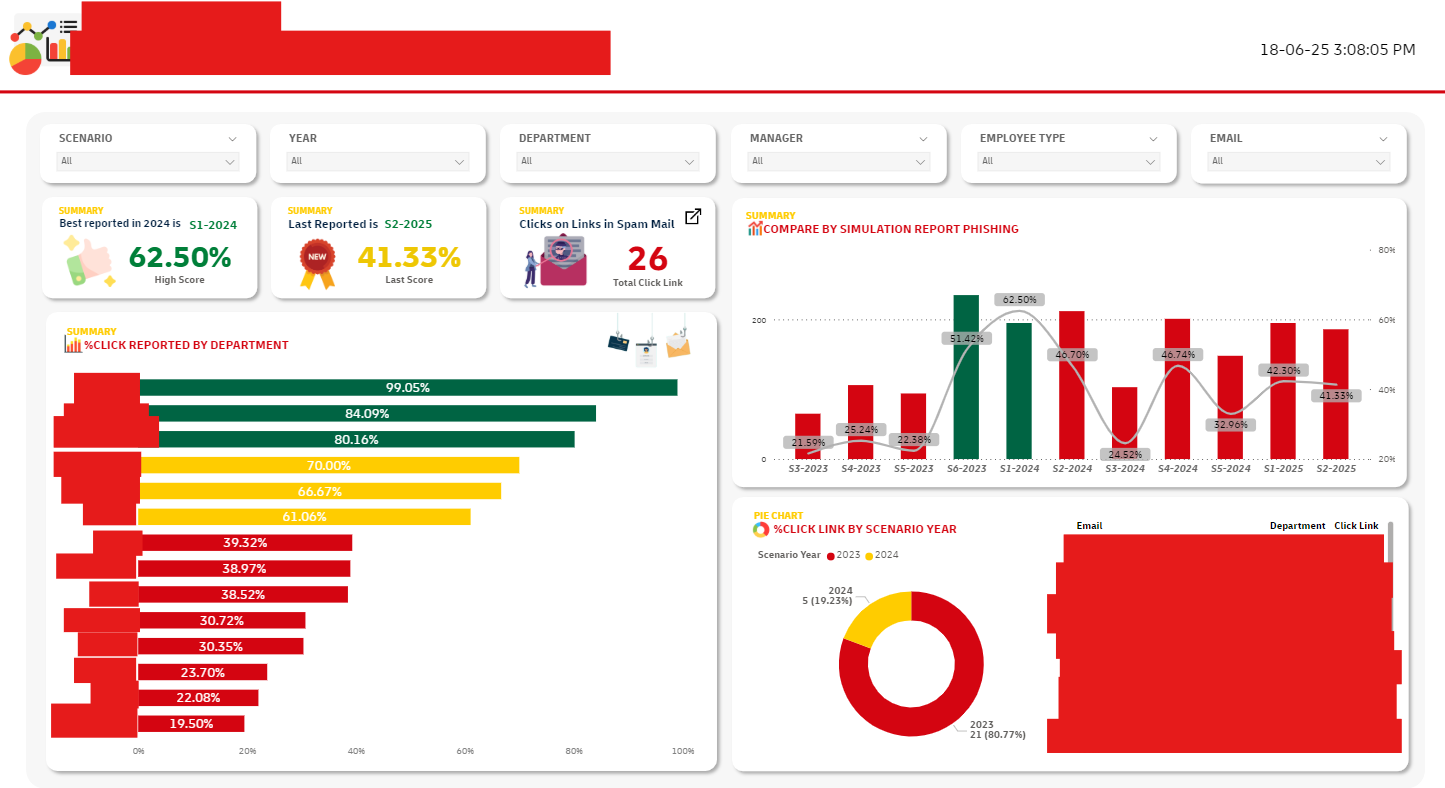 18-06-25 3:08:05 PM
SCENARIO
All
YEAR
All
DEPARTMENT
All
MANAGER
All
EMPLOYEE TYPE
All
EMAIL
All
SUMMARY
Best reported in 2024 is S1-2024
62.50%
High Score
SUMMARY
Last Reported is S2-2025
NEW
41.33%
Last Score
SUMMARY
Clicks on Links in Spam Mail
26
Total Click Link
SUMMARY
COMPARE BY SIMULATION REPORT PHISHING
80%
200
60%
40%
0
20%
21.59%
25.24%
22.38%
51.42%
62.50%
46.70%
24.52%
46.74%
32.96%
42.30%
41.33%
S3-2023 S4-2023 S5-2023 S6-2023 S1-2024 S2-2024 S3-2024 S4-2024 S5-2024 S1-2025 S2-2025
SUMMARY
%CLICK REPORTED BY DEPARTMENT
99.05%
84.09%
80.16%
70.00%
66.67%
61.06%
39.32%
38.97%
38.52%
30.72%
30.35%
23.70%
22.08%
19.50%
0% 20% 40% 60% 80% 100%
PIE CHART
%CLICK LINK BY SCENARIO YEAR
Scenario Year 2023 2024
2024
5 (19.23%)
2023
21 (80.77%)
Email Department Click Link